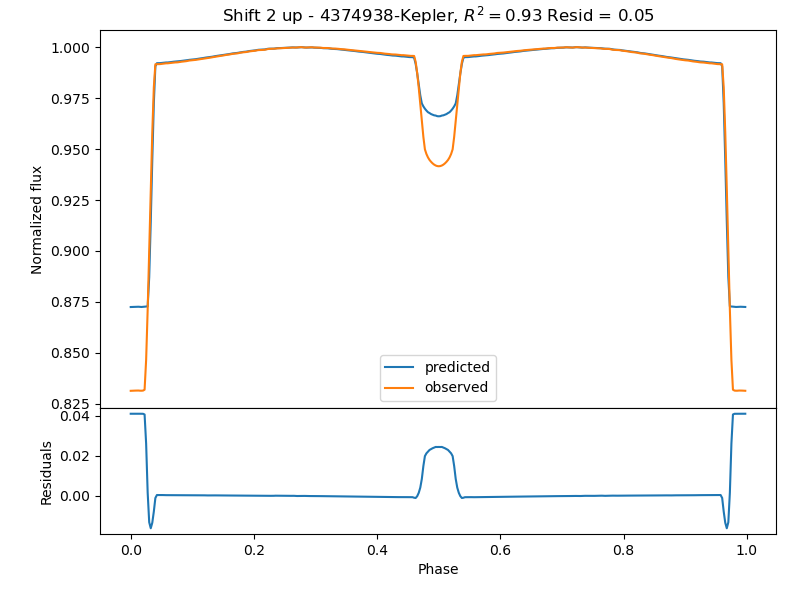 Shift 2 up - 4374938-Kepler, $R^2 = 0.93$ Resid = 0.05
Normalized flux
1.000
0.975
0.950
0.925
0.900
0.875
0.850
0.825
predicted
observed
Residuals
0.04
0.02
0.00
0.0
0.2
0.4
0.6
0.8
1.0
Phase